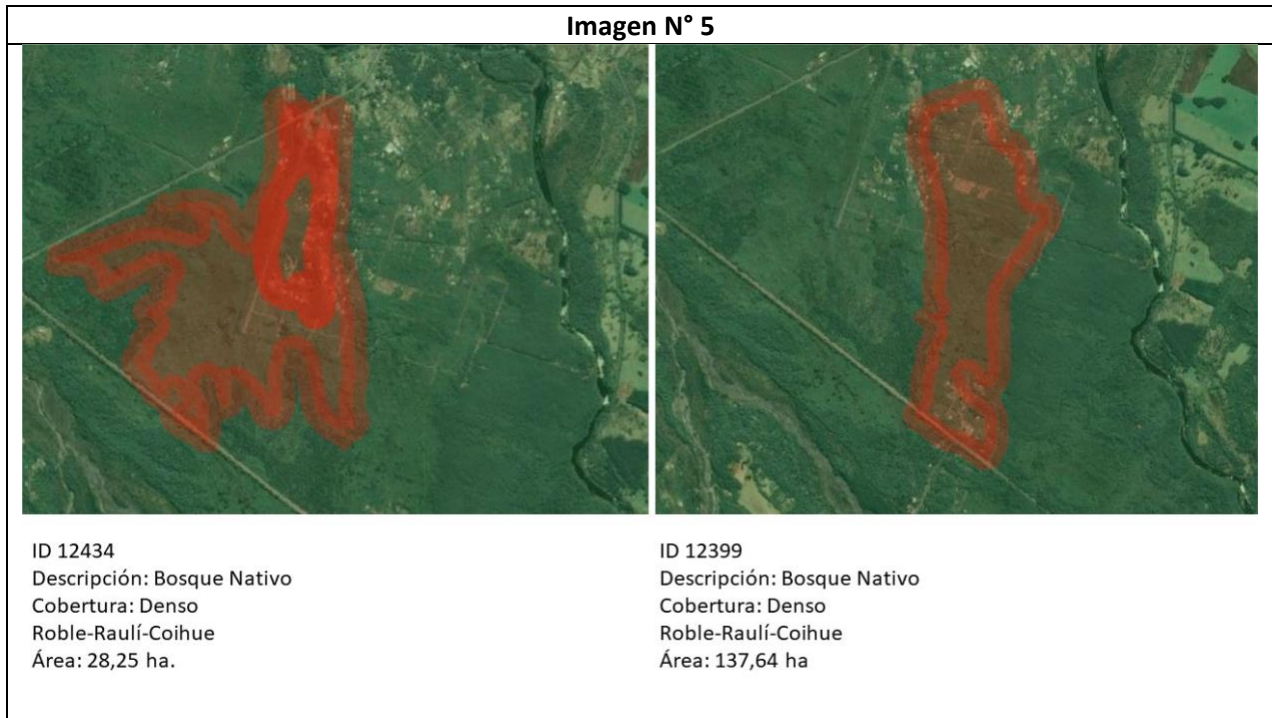 Imagen N° 5
ID 12434
Descripción: Bosque Nativo
Cobertura: Denso
Roble-Raulí-Coihue
Área: 28,25 ha.
ID 12399
Descripción: Bosque Nativo
Cobertura: Denso
Roble-Raulí-Coihue
Área: 137,64 ha